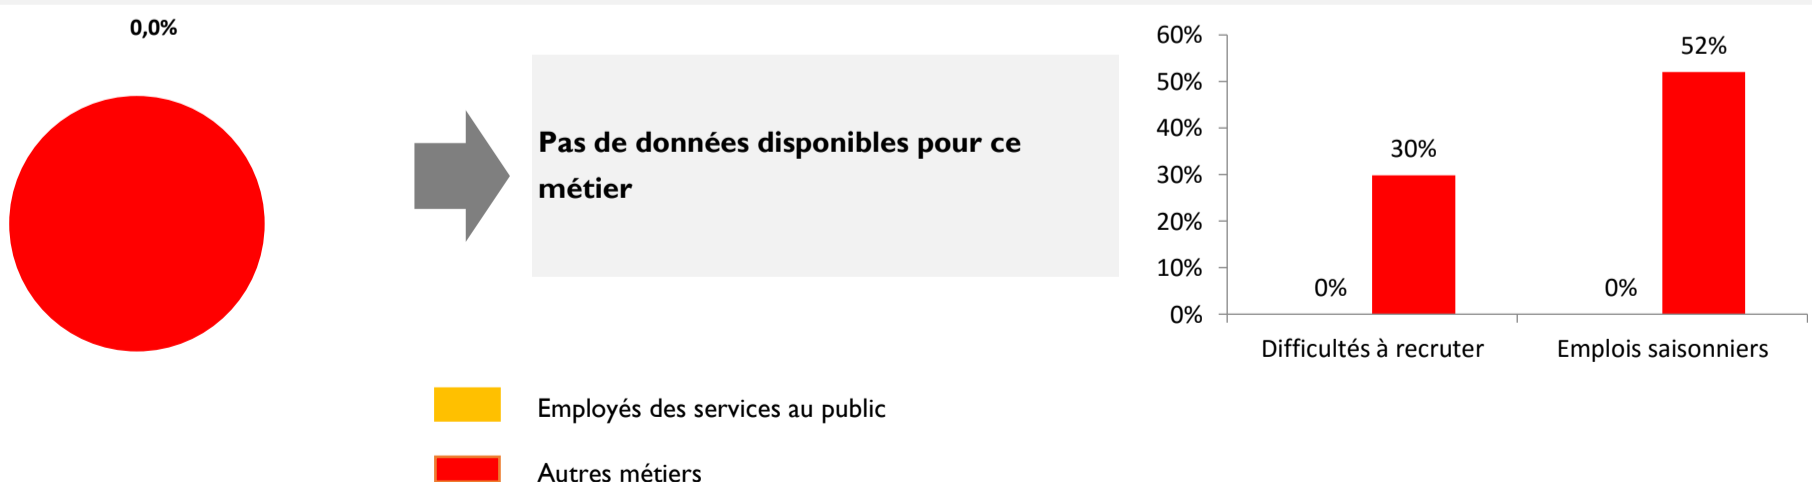 0,0%
Pas de données disponibles pour ce
métier
60%
50%
40%
30%
20%
10%
0%
0%
30%
0%
52%
Difficultés à recruter
Emplois saisonniers
Employés des services au public
Autres métiers